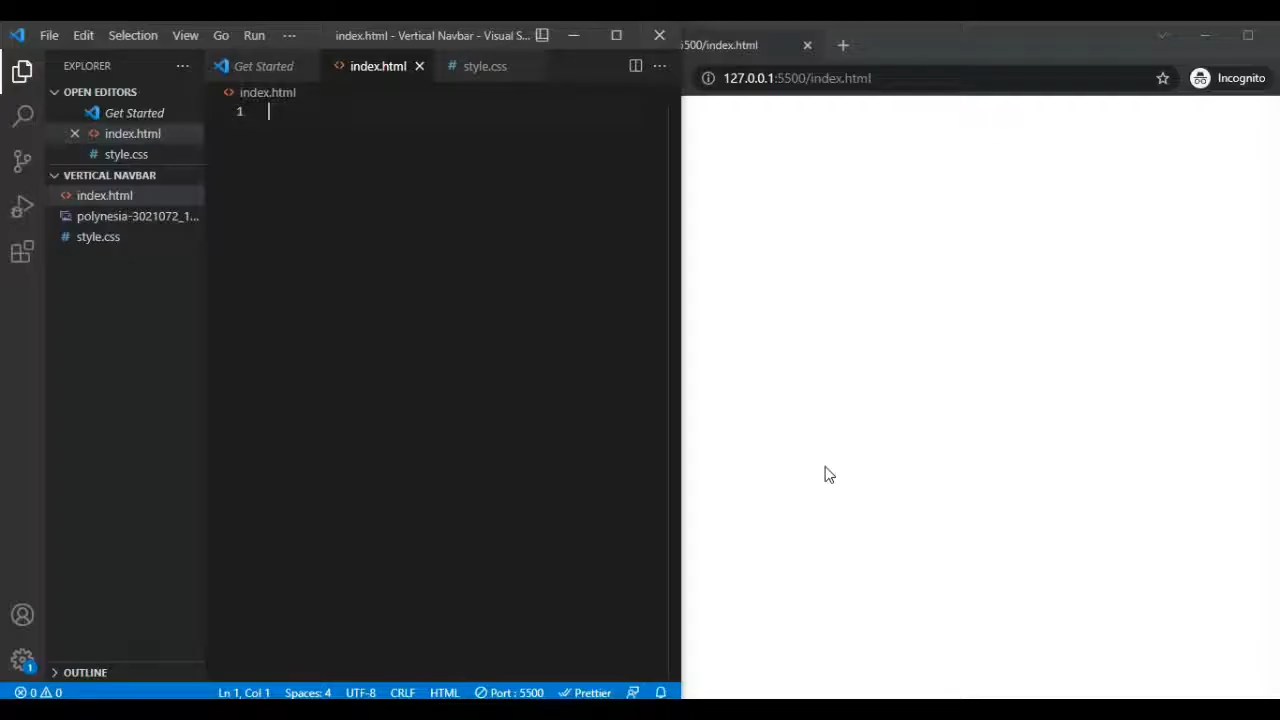 File Edit Selection View Go Run ··· index.html - Vertical Navbar - Visual S...
EXPLORER ···
OPEN EDITORS
Get Started
index.html
style.css
VERTICAL NAVBAR
index.html
polynesia-3021072_1...
style.css
OUTLINE
Get Started index.html style.css ···
index.html
1
1
0 0 Ln 1, Col 1 Spaces: 4 UTF-8 CRLF HTML Port : 5500 Prettier
5500/index.html
127.0.0.1:5500/index.html Incognito